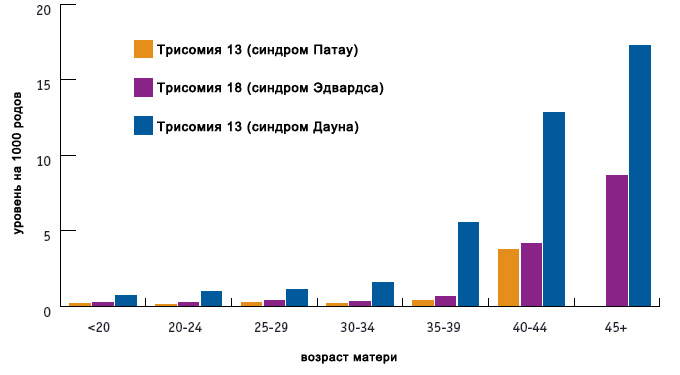 20
15
10
5
0
уровень на 1000 родов
Трисомия 13 (синдром Патау)
Трисомия 18 (синдром Эдвардса)
Трисомия 13 (синдром Дауна)
<20 20-24 25-29 30-34 35-39 40-44 45+
возраст матери